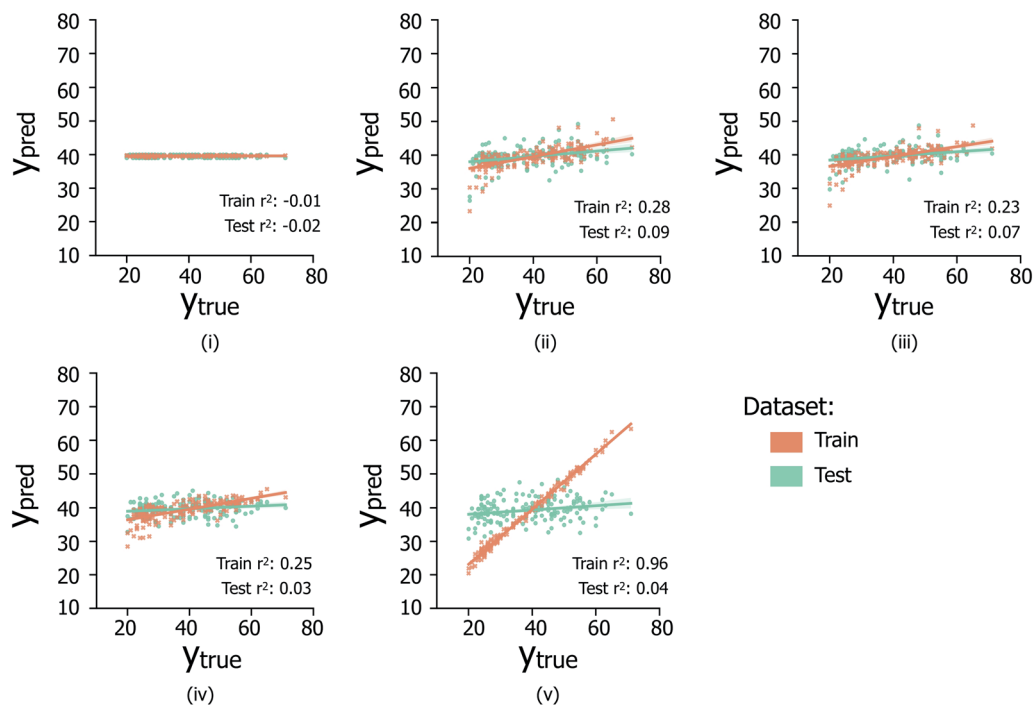 80
70
60
50
40
30
20
10
ypred
20 40 60 80
ytrue
Train r²: -0.01
Test r²: -0.02
(i)
80
70
60
50
40
30
20
10
ypred
20 40 60 80
ytrue
Train r²: 0.28
Test r²: 0.09
(ii)
80
70
60
50
40
30
20
10
ypred
20 40 60 80
ytrue
Train r²: 0.23
Test r²: 0.07
(iii)
80
70
60
50
40
30
20
10
ypred
20 40 60 80
ytrue
Train r²: 0.25
Test r²: 0.03
(iv)
80
70
60
50
40
30
20
10
ypred
20 40 60 80
ytrue
Train r²: 0.96
Test r²: 0.04
(v)
Dataset:
Train
Test